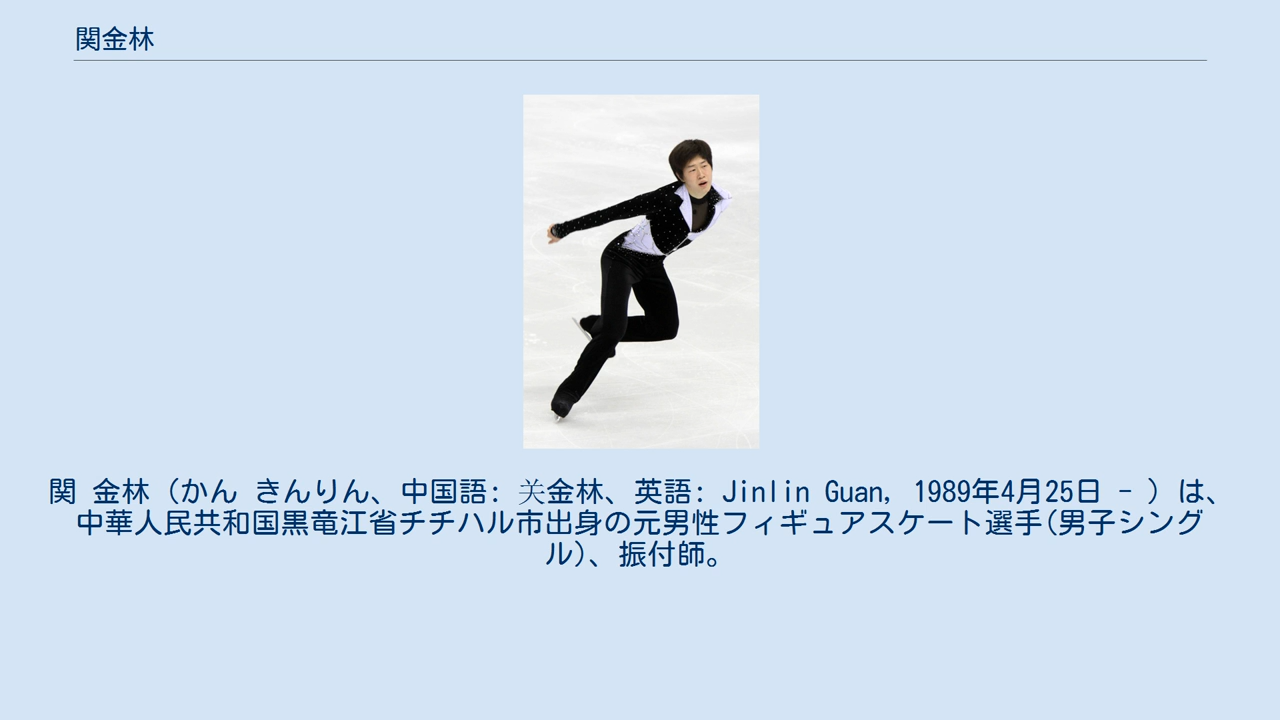 関金林
関 金林（かん きんりん、中国語: 关金林、英語: Jinlin Guan, 1989年4月25日 - ）は、
中華人民共和国黒竜江省チチハル市出身の元男性フィギュアスケート選手(男子シング
ル)、振付師。